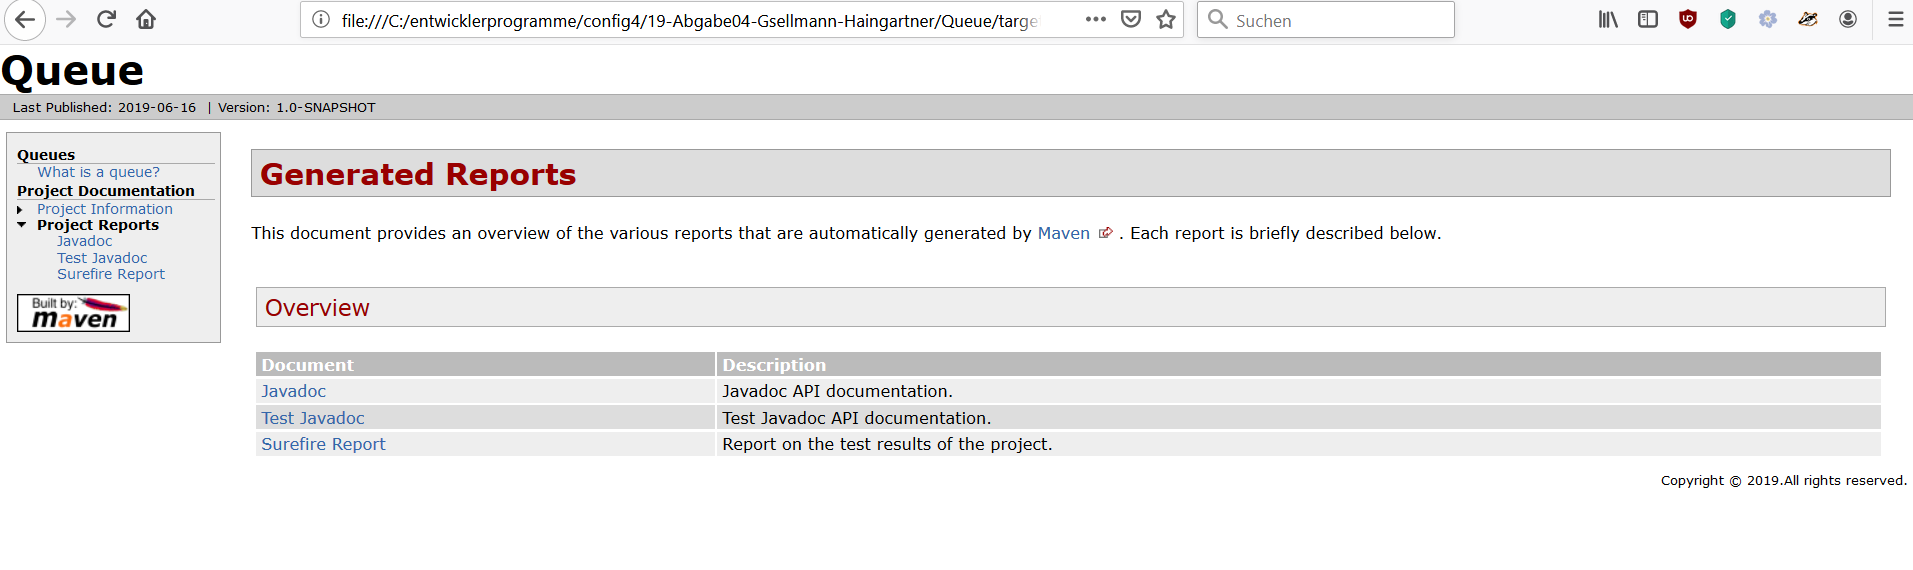 file:///C:/entwicklerprogramme/config4/19-Abgabe04-Gsellmann-Haingartner/Queue/targe
Suchen
Queue
Last Published: 2019-06-16 | Version: 1.0-SNAPSHOT
Queues
What is a queue?
Project Documentation
Project Information
Project Reports
Javadoc
Test Javadoc
Surefire Report
Built by:
maven
Generated Reports
This document provides an overview of the various reports that are automatically generated by Maven . Each report is briefly described below.
Overview
Document Description
Javadoc Javadoc API documentation.
Test Javadoc Test Javadoc API documentation.
Surefire Report Report on the test results of the project.
Copyright © 2019.All rights reserved.